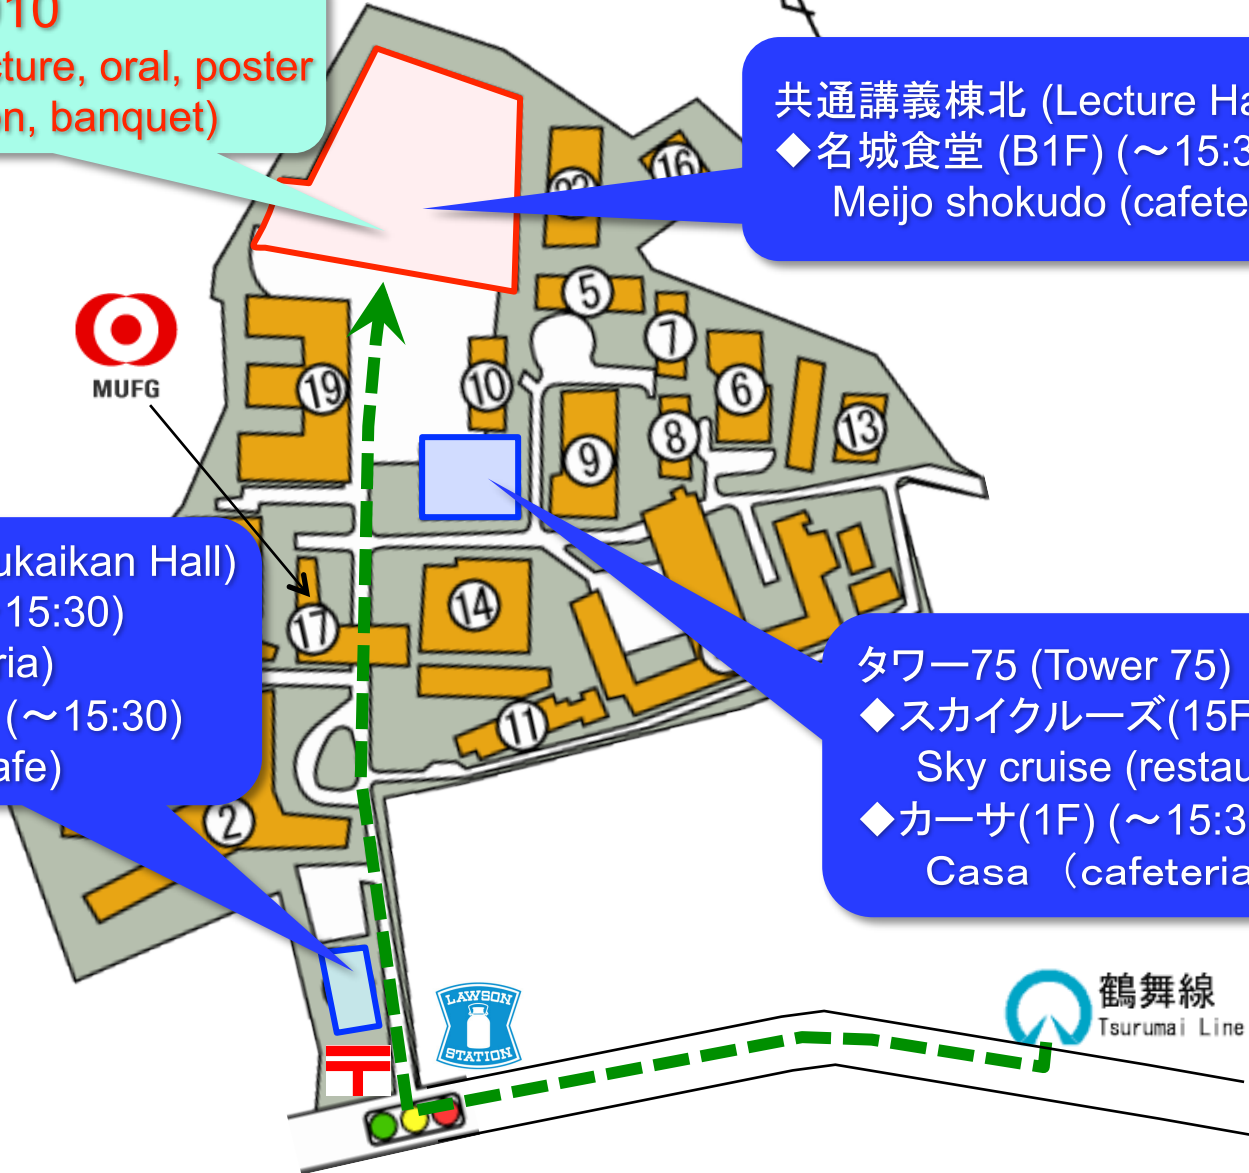 10
cture, oral, poster
n, banquet)
共通講義棟北 (Lecture Ha
◆名城食堂 (B1F) (～15:3
Meijo shokudo (cafete
16
5
7
MUFG
19
10
6
13
8
9
ukaikan Hall)
15:30)
ria)
(～15:30)
afe)
17
14
11
2
タワー75 (Tower 75)
◆スカイクルーズ(15F
Sky cruise (restau
◆カーサ(1F) (～15:3
Casa （cafeteria
LAWSON
STATION
鶴舞線
Tsurumai Line